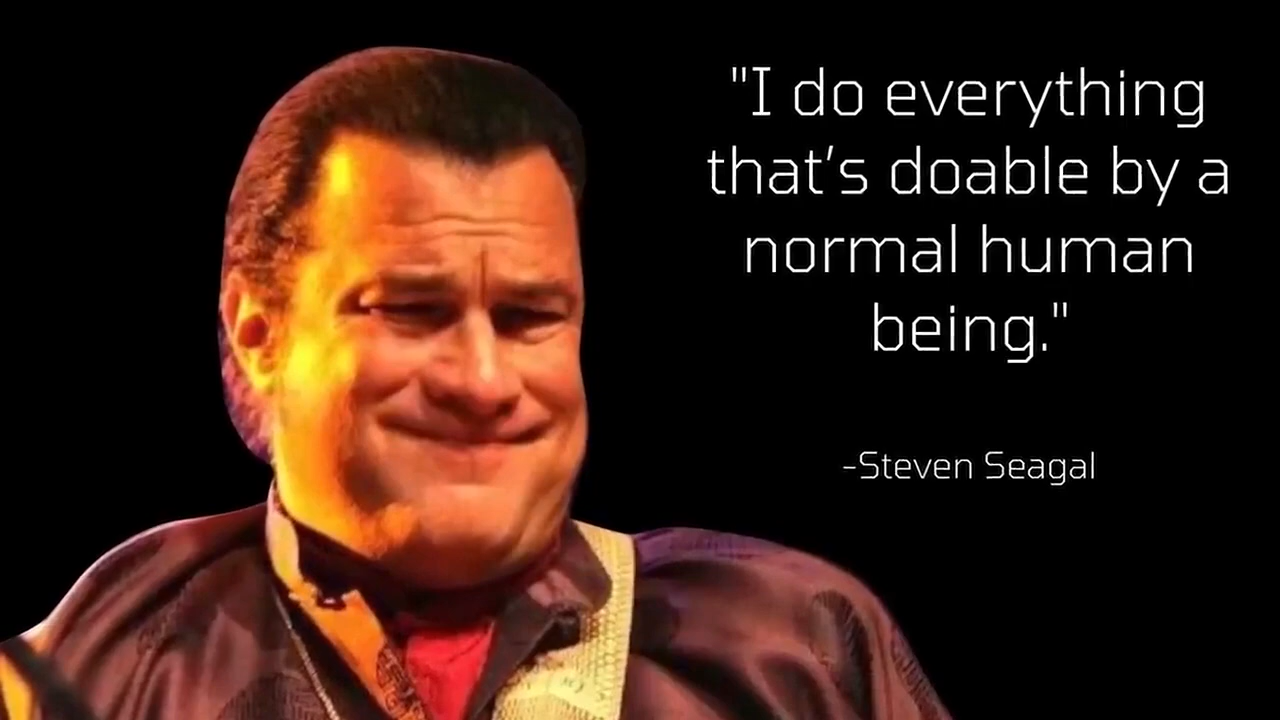 "I do everything
that's doable by a
normal human
being."
-Steven Seagal